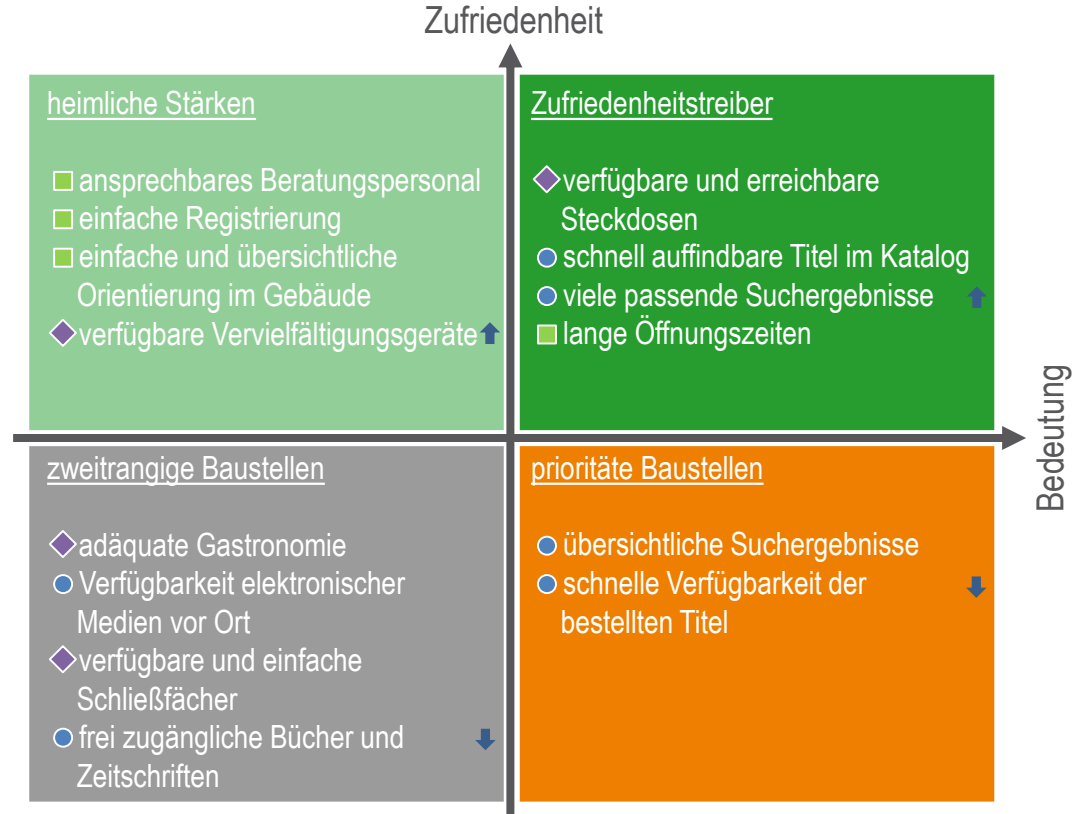 Zufriedenheit
heimliche Stärken
ansprechbares Beratungspersonal
einfache Registrierung
einfache und übersichtliche
Orientierung im Gebäude
verfügbare Vervielfältigungsgeräte
Zufriedenheitstreiber
verfügbare und erreichbare
Steckdosen
schnell auffindbare Titel im Katalog
viele passende Suchergebnisse
lange Öffnungszeiten
Bedeutung
zweitrangige Baustellen
adäquate Gastronomie
Verfügbarkeit elektronischer
Medien vor Ort
verfügbare und einfache
Schließfächer
frei zugängliche Bücher und
Zeitschriften
prioritäte Baustellen
übersichtliche Suchergebnisse
schnelle Verfügbarkeit der
bestellten Titel